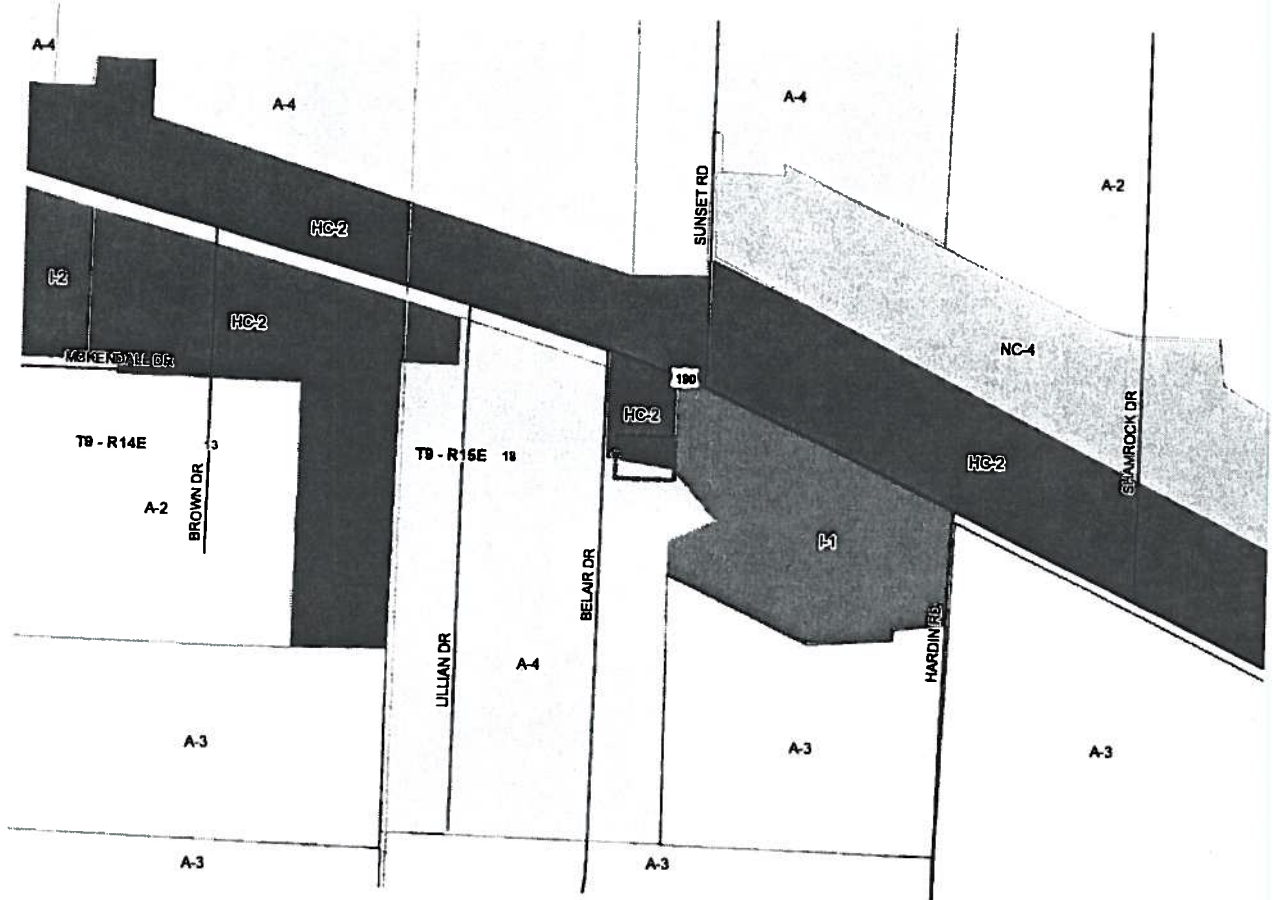 A-4
A-4
A-4
A-2
SUNSET RD
HC-2
I-2
HC-2
NC-4
MCKENDALL DR
190
HC-2
SHAMROCK DR
T9 - R14E
13
T9 - R15E
18
HC-2
BROWN DR
A-2
I-1
BELAIR DR
HARDIN RD
LILLIAN DR
A-4
A-3
A-3
A-3
A-3
A-3